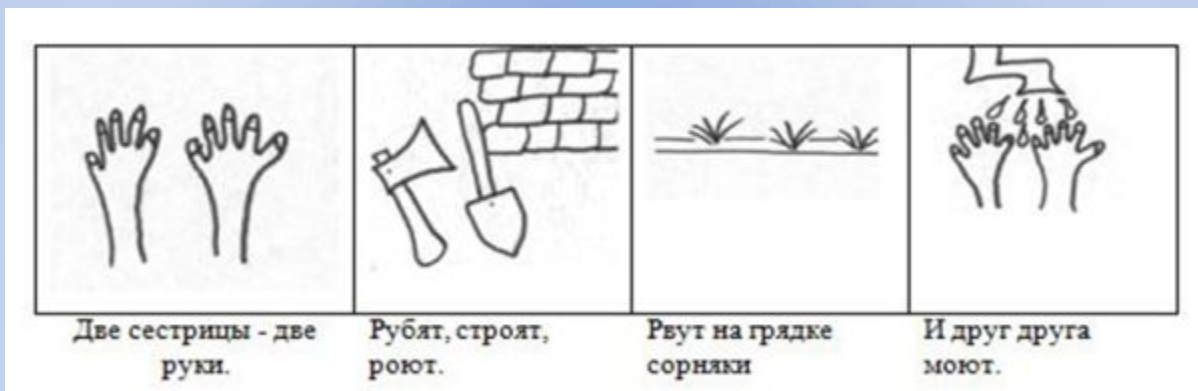 Две сестрицы - две
руки.
Рубят, строят,
роют.
Рвут на грядке
сорняки
И друг друга
моют.